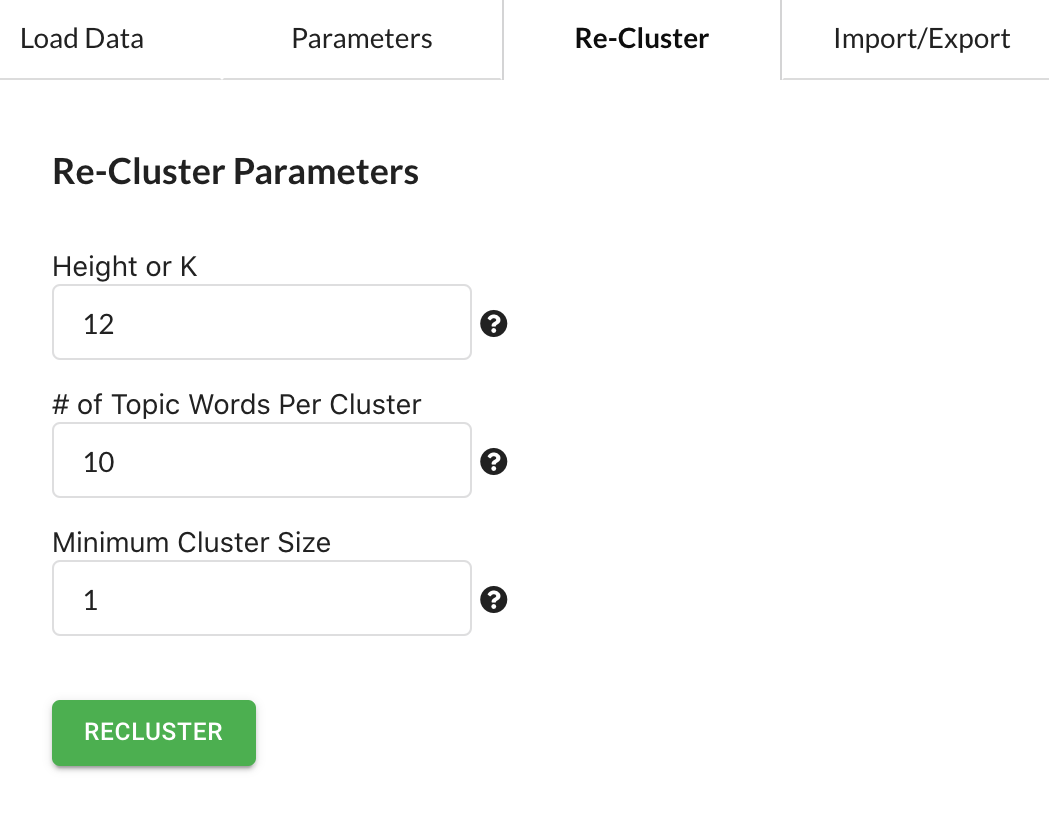 Load Data Parameters Re-Cluster Import/Export
Re-Cluster Parameters
Height or K
12
?
# of Topic Words Per Cluster
10
?
Minimum Cluster Size
1
?
RECLUSTER